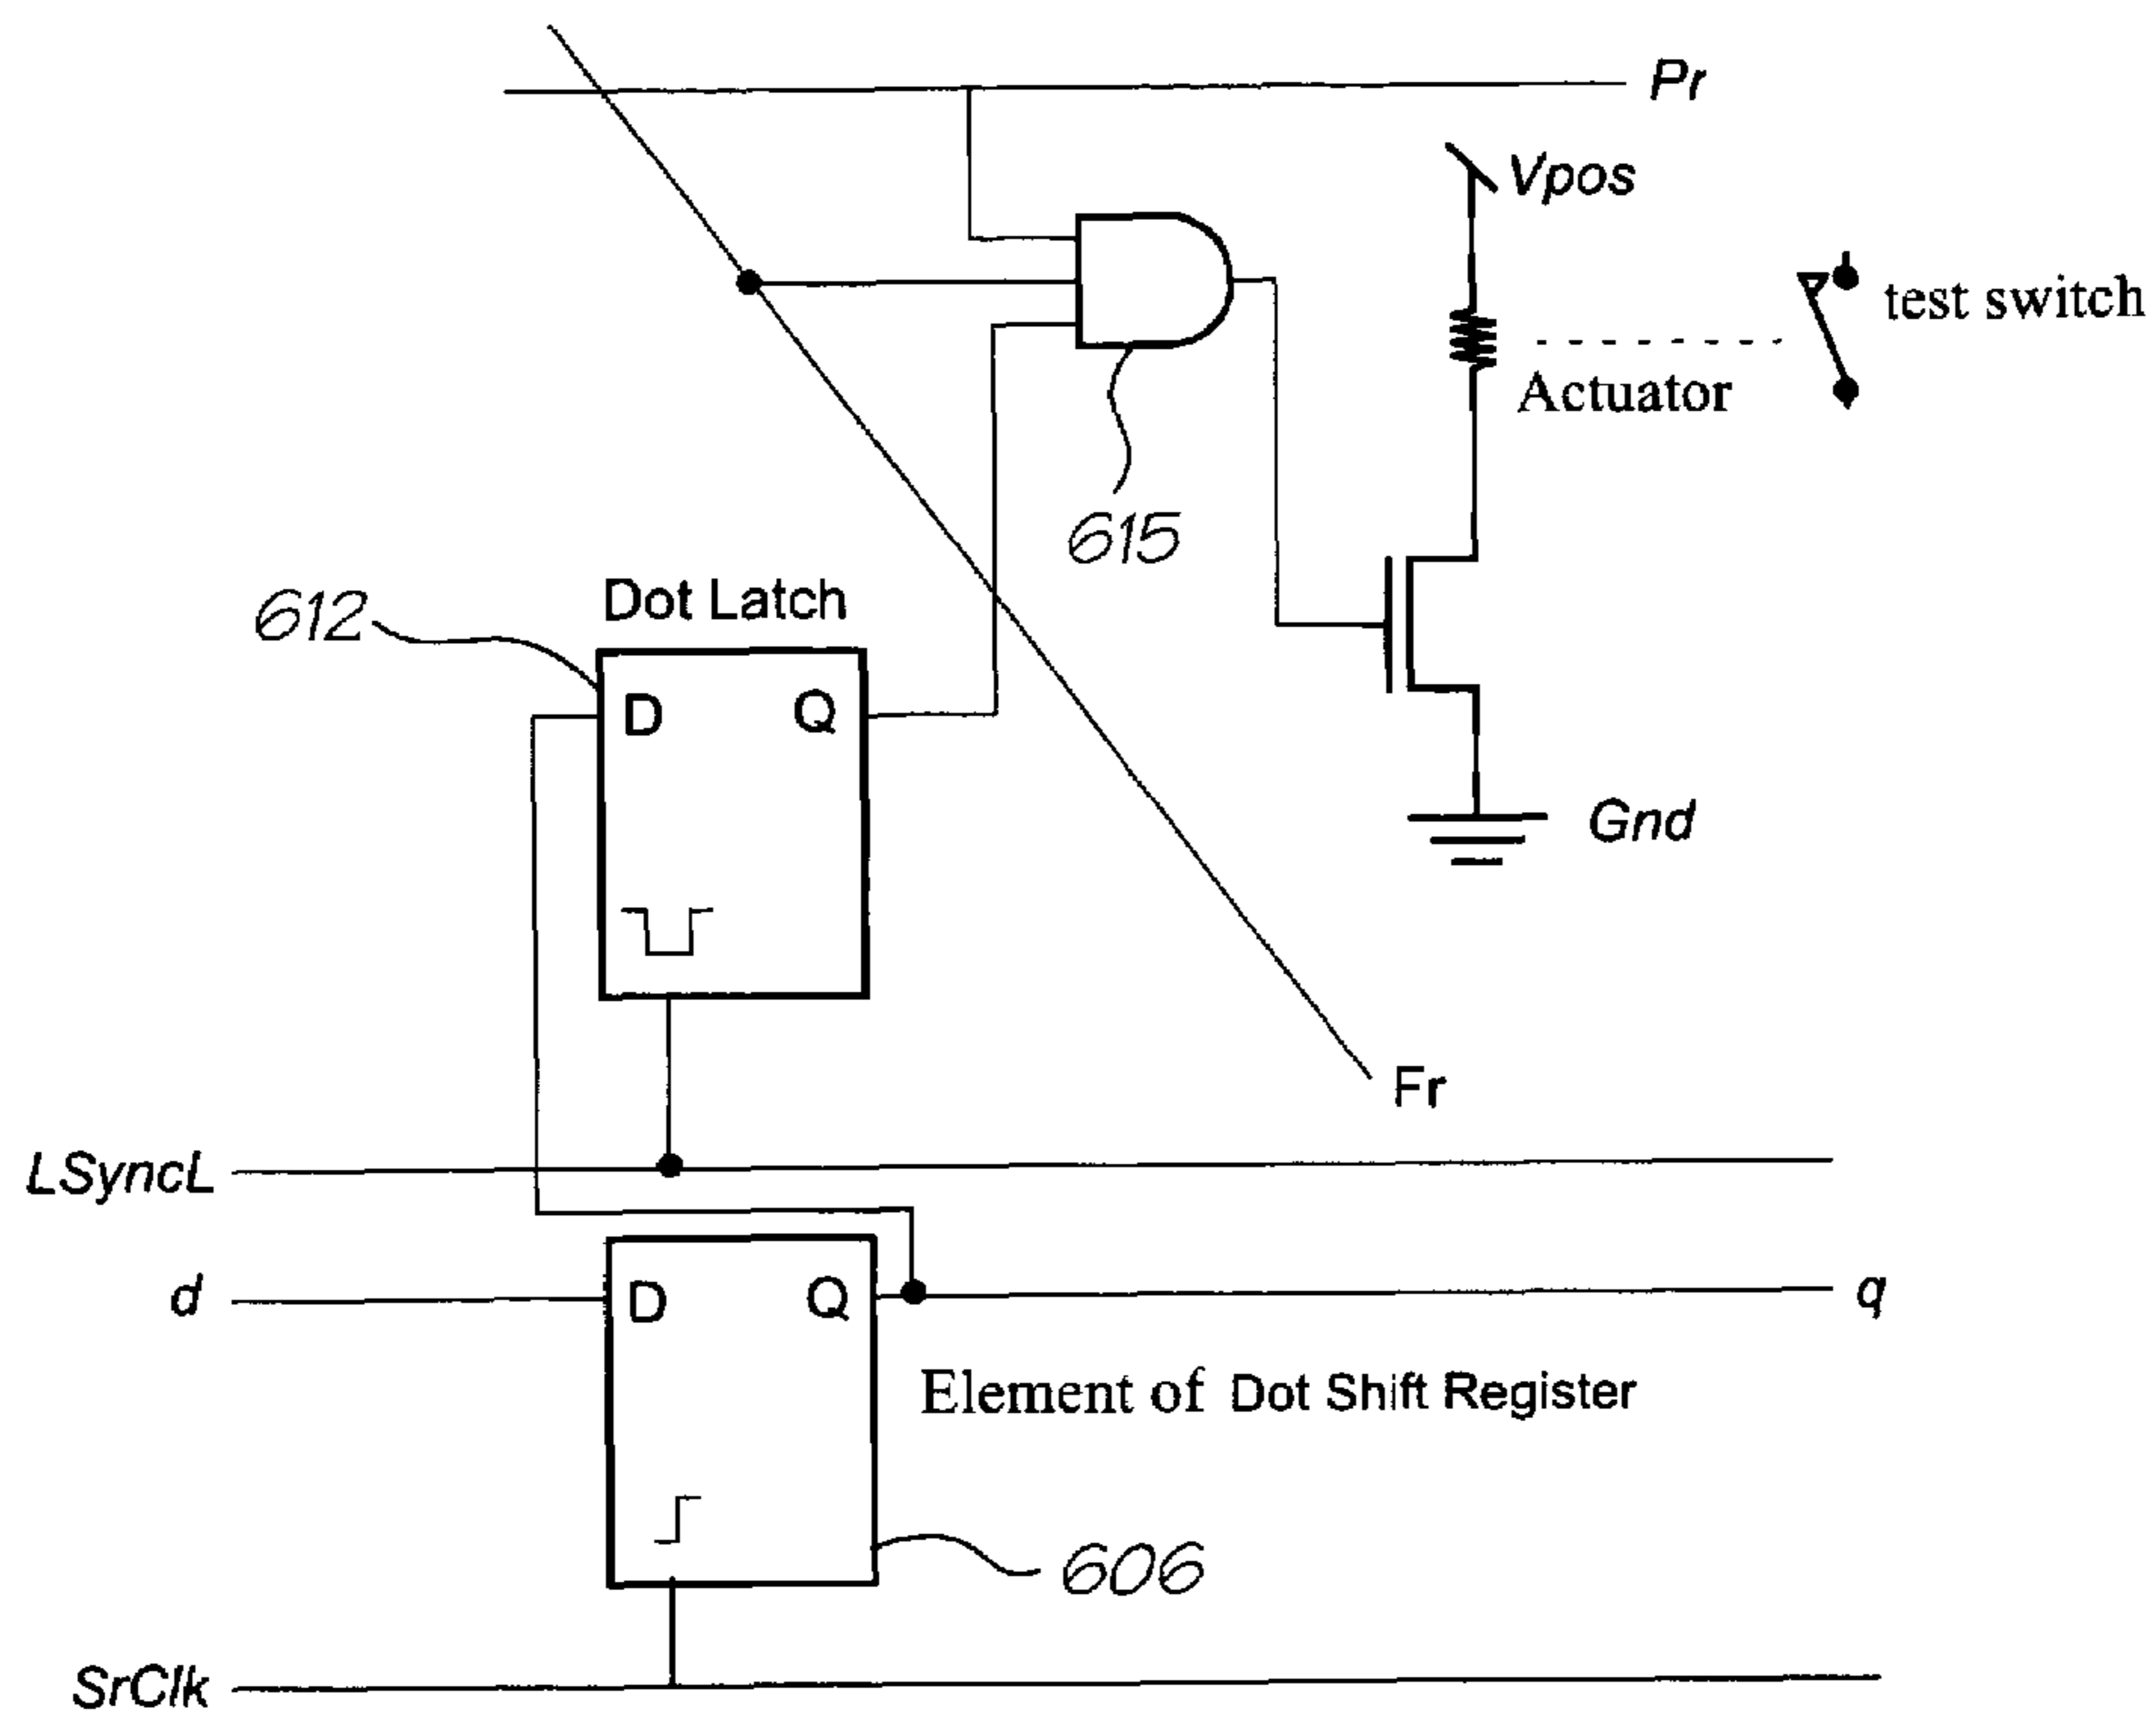 Pr
Vpos
test switch
Actuator
615
612
Dot Latch
D Q
Gnd
Fr
LSyncL
d
D Q
q
Element of Dot Shift Register
606
SrClk